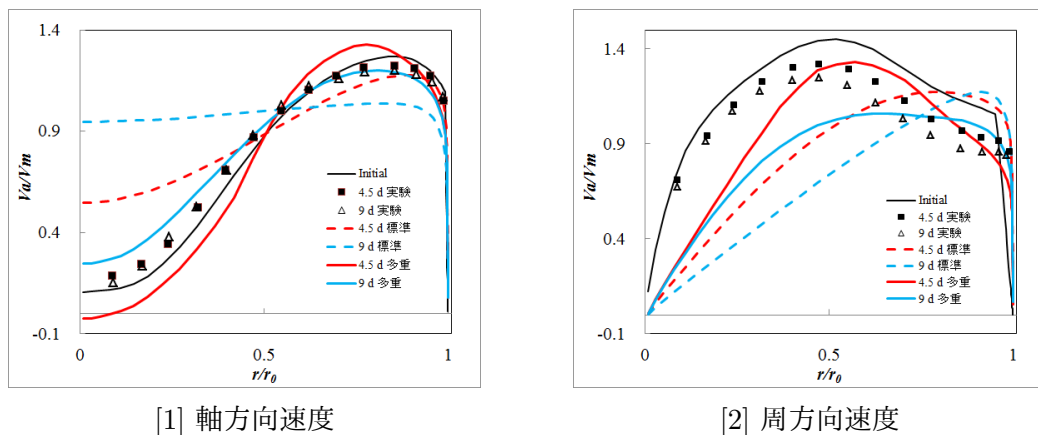 Va/Vm
1.4
0.9
0.4
-0.1
0
0.5
1
r/r0
Initial
4.5 d 実験
9 d 実験
4.5 d 標準
9 d 標準
4.5 d 多重
9 d 多重
[1] 軸方向速度
Va/Vm
1.4
0.9
0.4
-0.1
0
0.5
1
r/r0
Initial
4.5 d 実験
9 d 実験
4.5 d 標準
9 d 標準
4.5 d 多重
9 d 多重
[2] 周方向速度